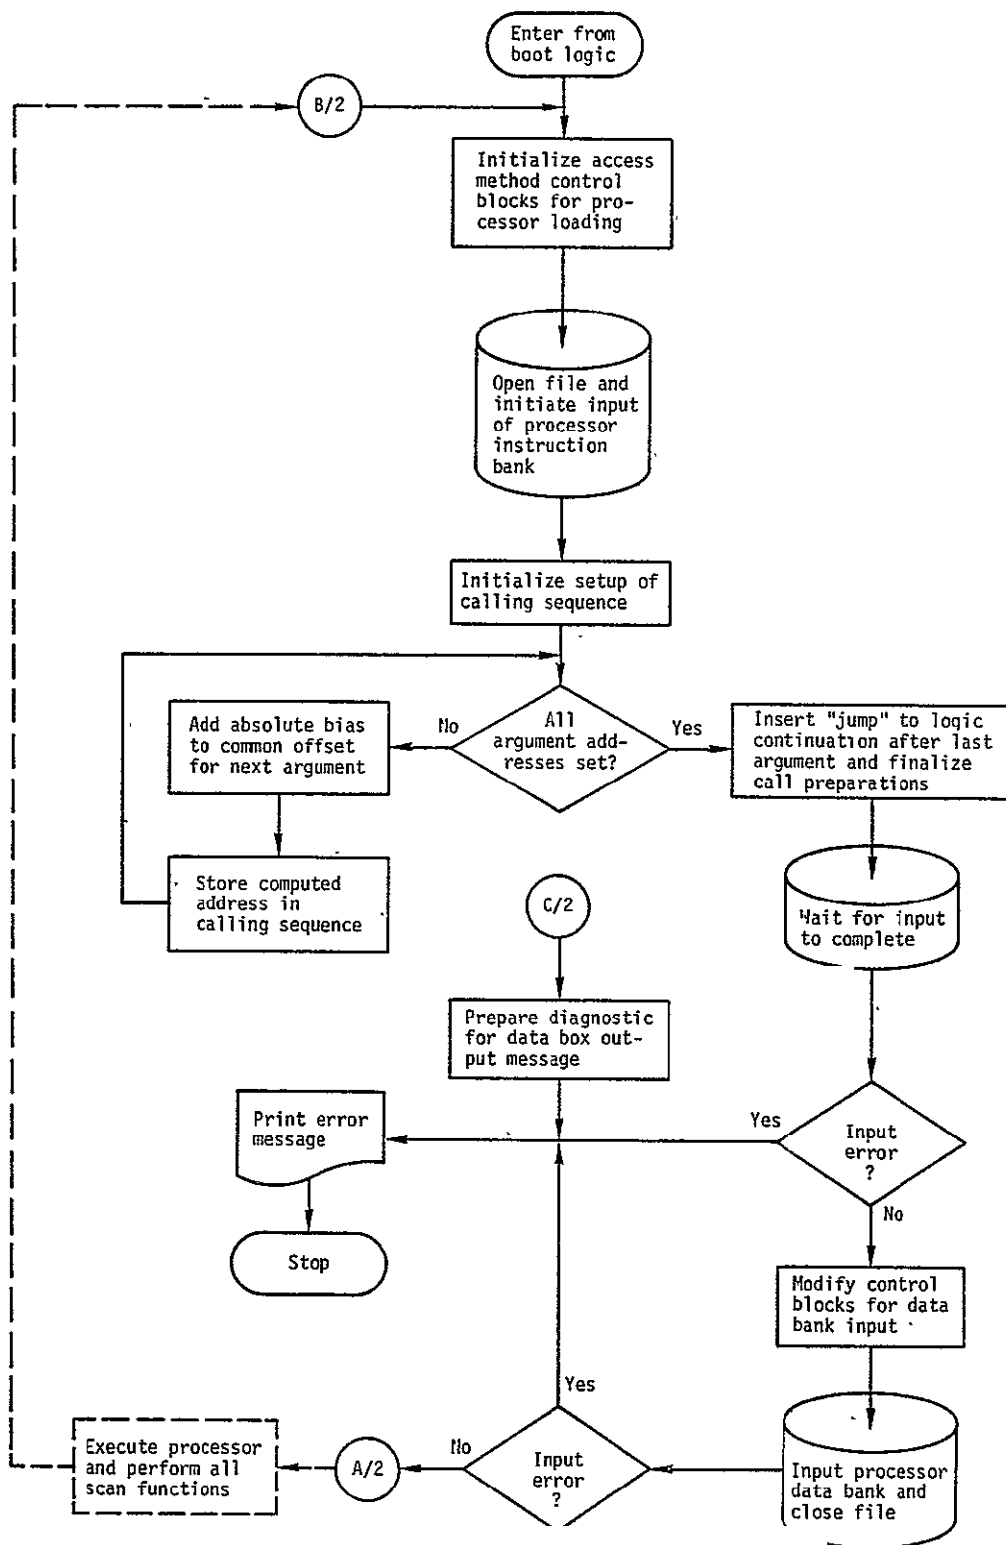 Enter from
boot logic
B/2
Initialize access
method control
blocks for pro-
cessor loading
Open file and
initiate input
of processor
instruction
bank
Initialize setup of
calling sequence
All
argument add-
resses set?
No
Yes
Add absolute bias
to common offset
for next argument
Store computed
address in
calling sequence
Insert "jump" to logic
continuation after last
argument and finalize
call preparations
Wait for input
to complete
C/2
Prepare diagnostic
for data box out-
put message
Input
error
?
Yes
No
Print error
message
Stop
Modify control
blocks for data
bank input
Input processor
data bank and
close file
Input
error
?
Yes
No
A/2
Execute processor
and perform all
scan functions